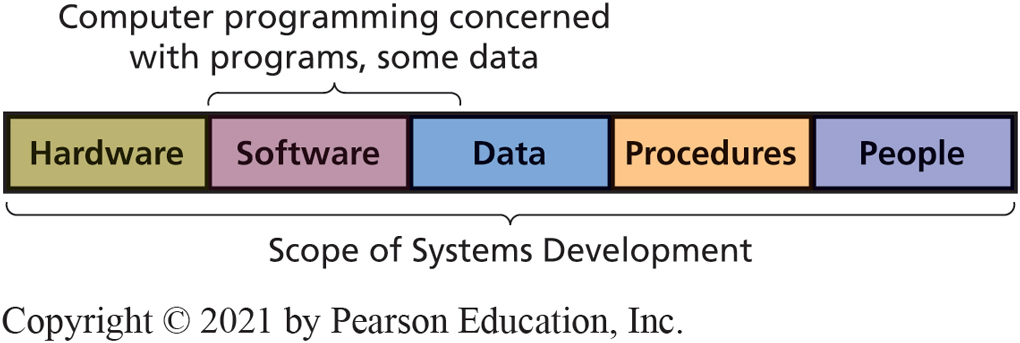 Computer programming concerned
with programs, some data
Hardware Software Data Procedures People
Scope of Systems Development
Copyright © 2021 by Pearson Education, Inc.